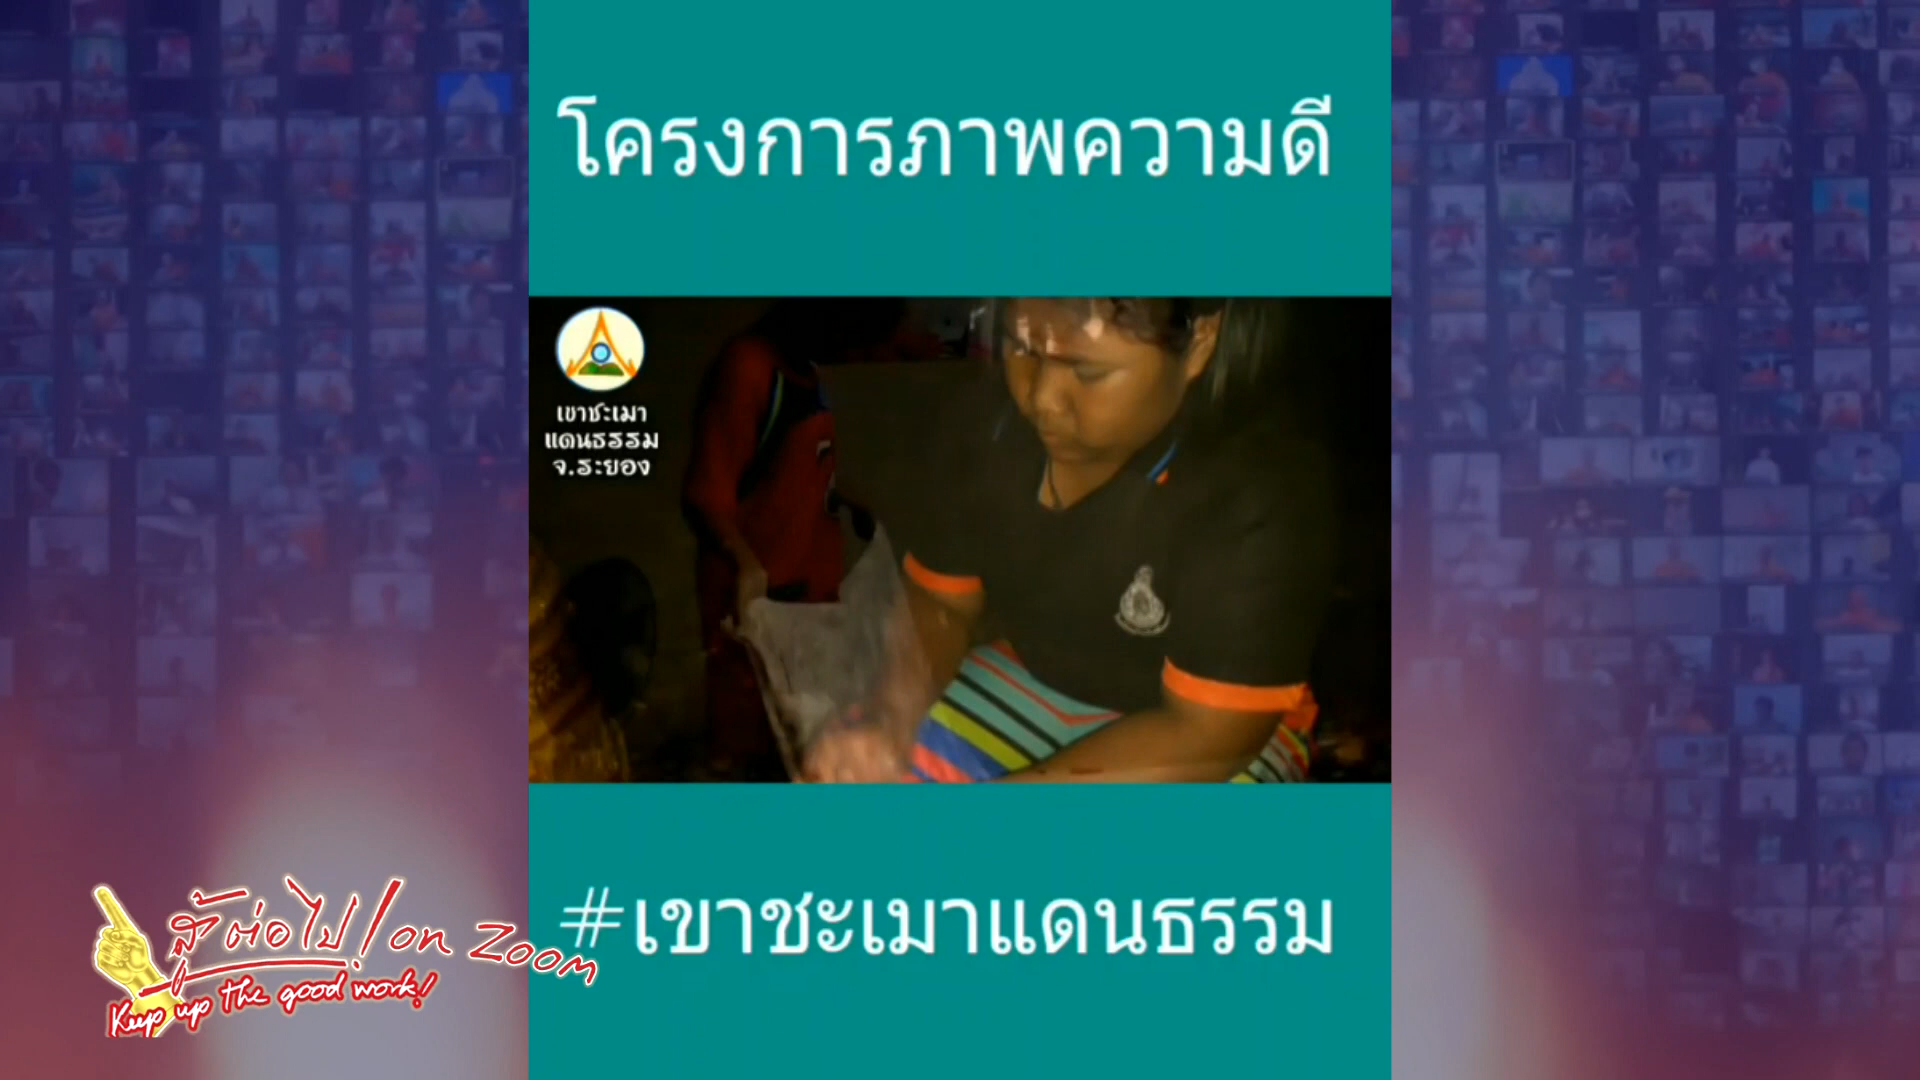 โครงการภาพความดี
เขาชะเมา
แดนธรรม
จ.ระยอง
#เขาชะเมาแดนธรรม
สู้ต่อไป! on Zoom
Keep up the good work!